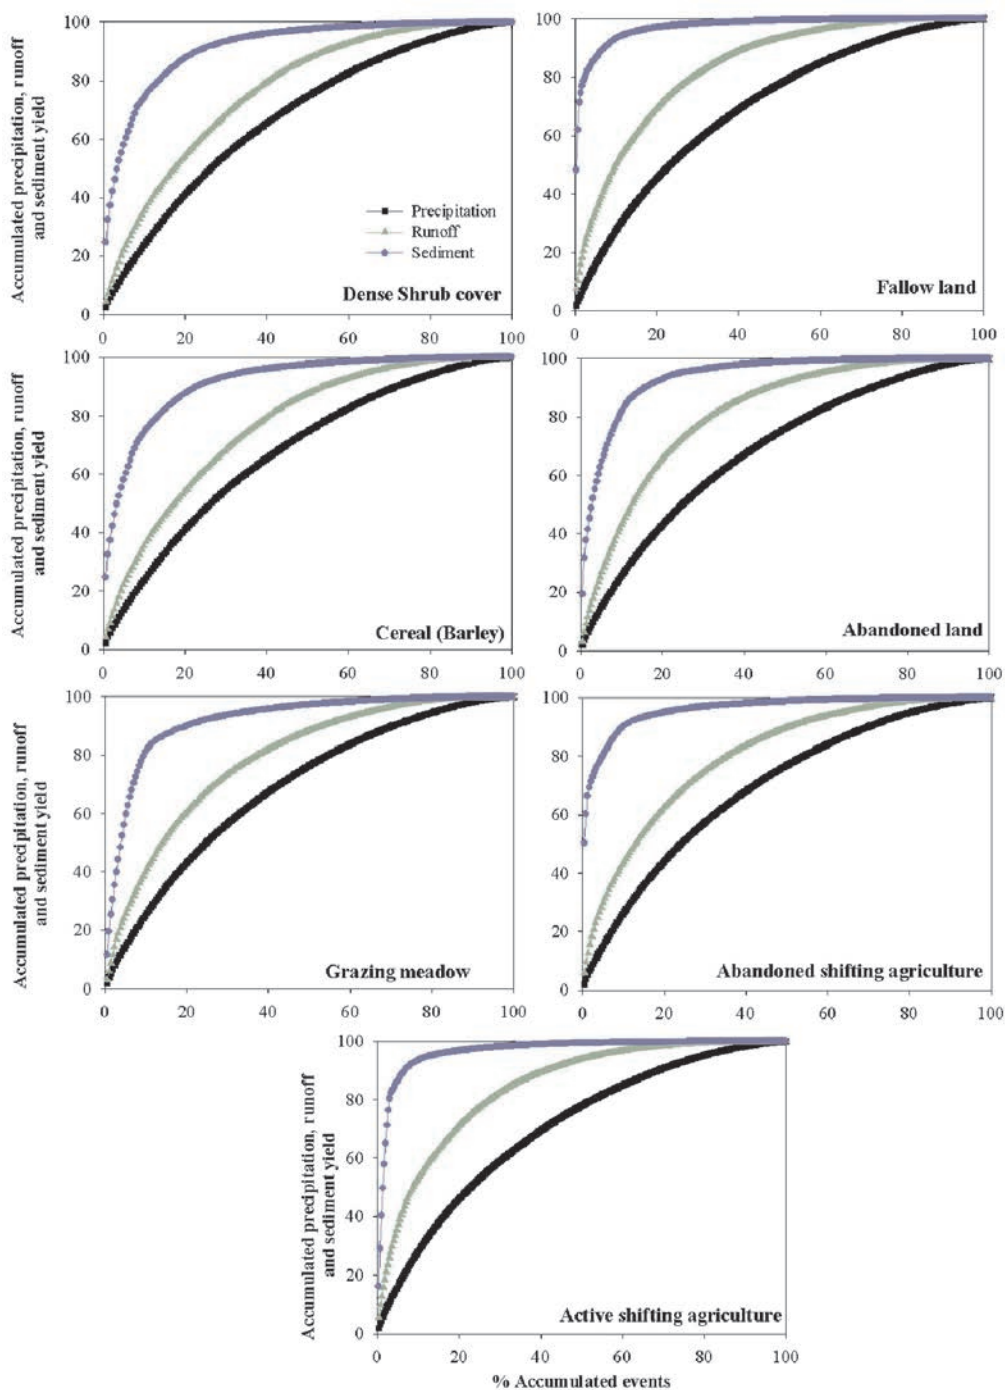 Accumulated precipitation, runoff
and sediment yield
100
80
60
40
20
0
Precipitation
Runoff
Sediment
Dense Shrub cover
0 20 40 60 80 100
100
80
60
40
20
0
Fallow land
0 20 40 60 80 100
Accumulated precipitation, runoff
and sediment yield
100
80
60
40
20
0
Cereal (Barley)
0 20 40 60 80 100
100
80
60
40
20
0
Abandoned land
0 20 40 60 80 100
Accumulated precipitation, runoff
and sediment yield
100
80
60
40
20
0
Grazing meadow
0 20 40 60 80 100
100
80
60
40
20
0
Abandoned shifting agriculture
0 20 40 60 80 100
Accumulated precipitation, runoff
and sediment yield
100
80
60
40
20
0
Active shifting agriculture
0 20 40 60 80 100
% Accumulated events